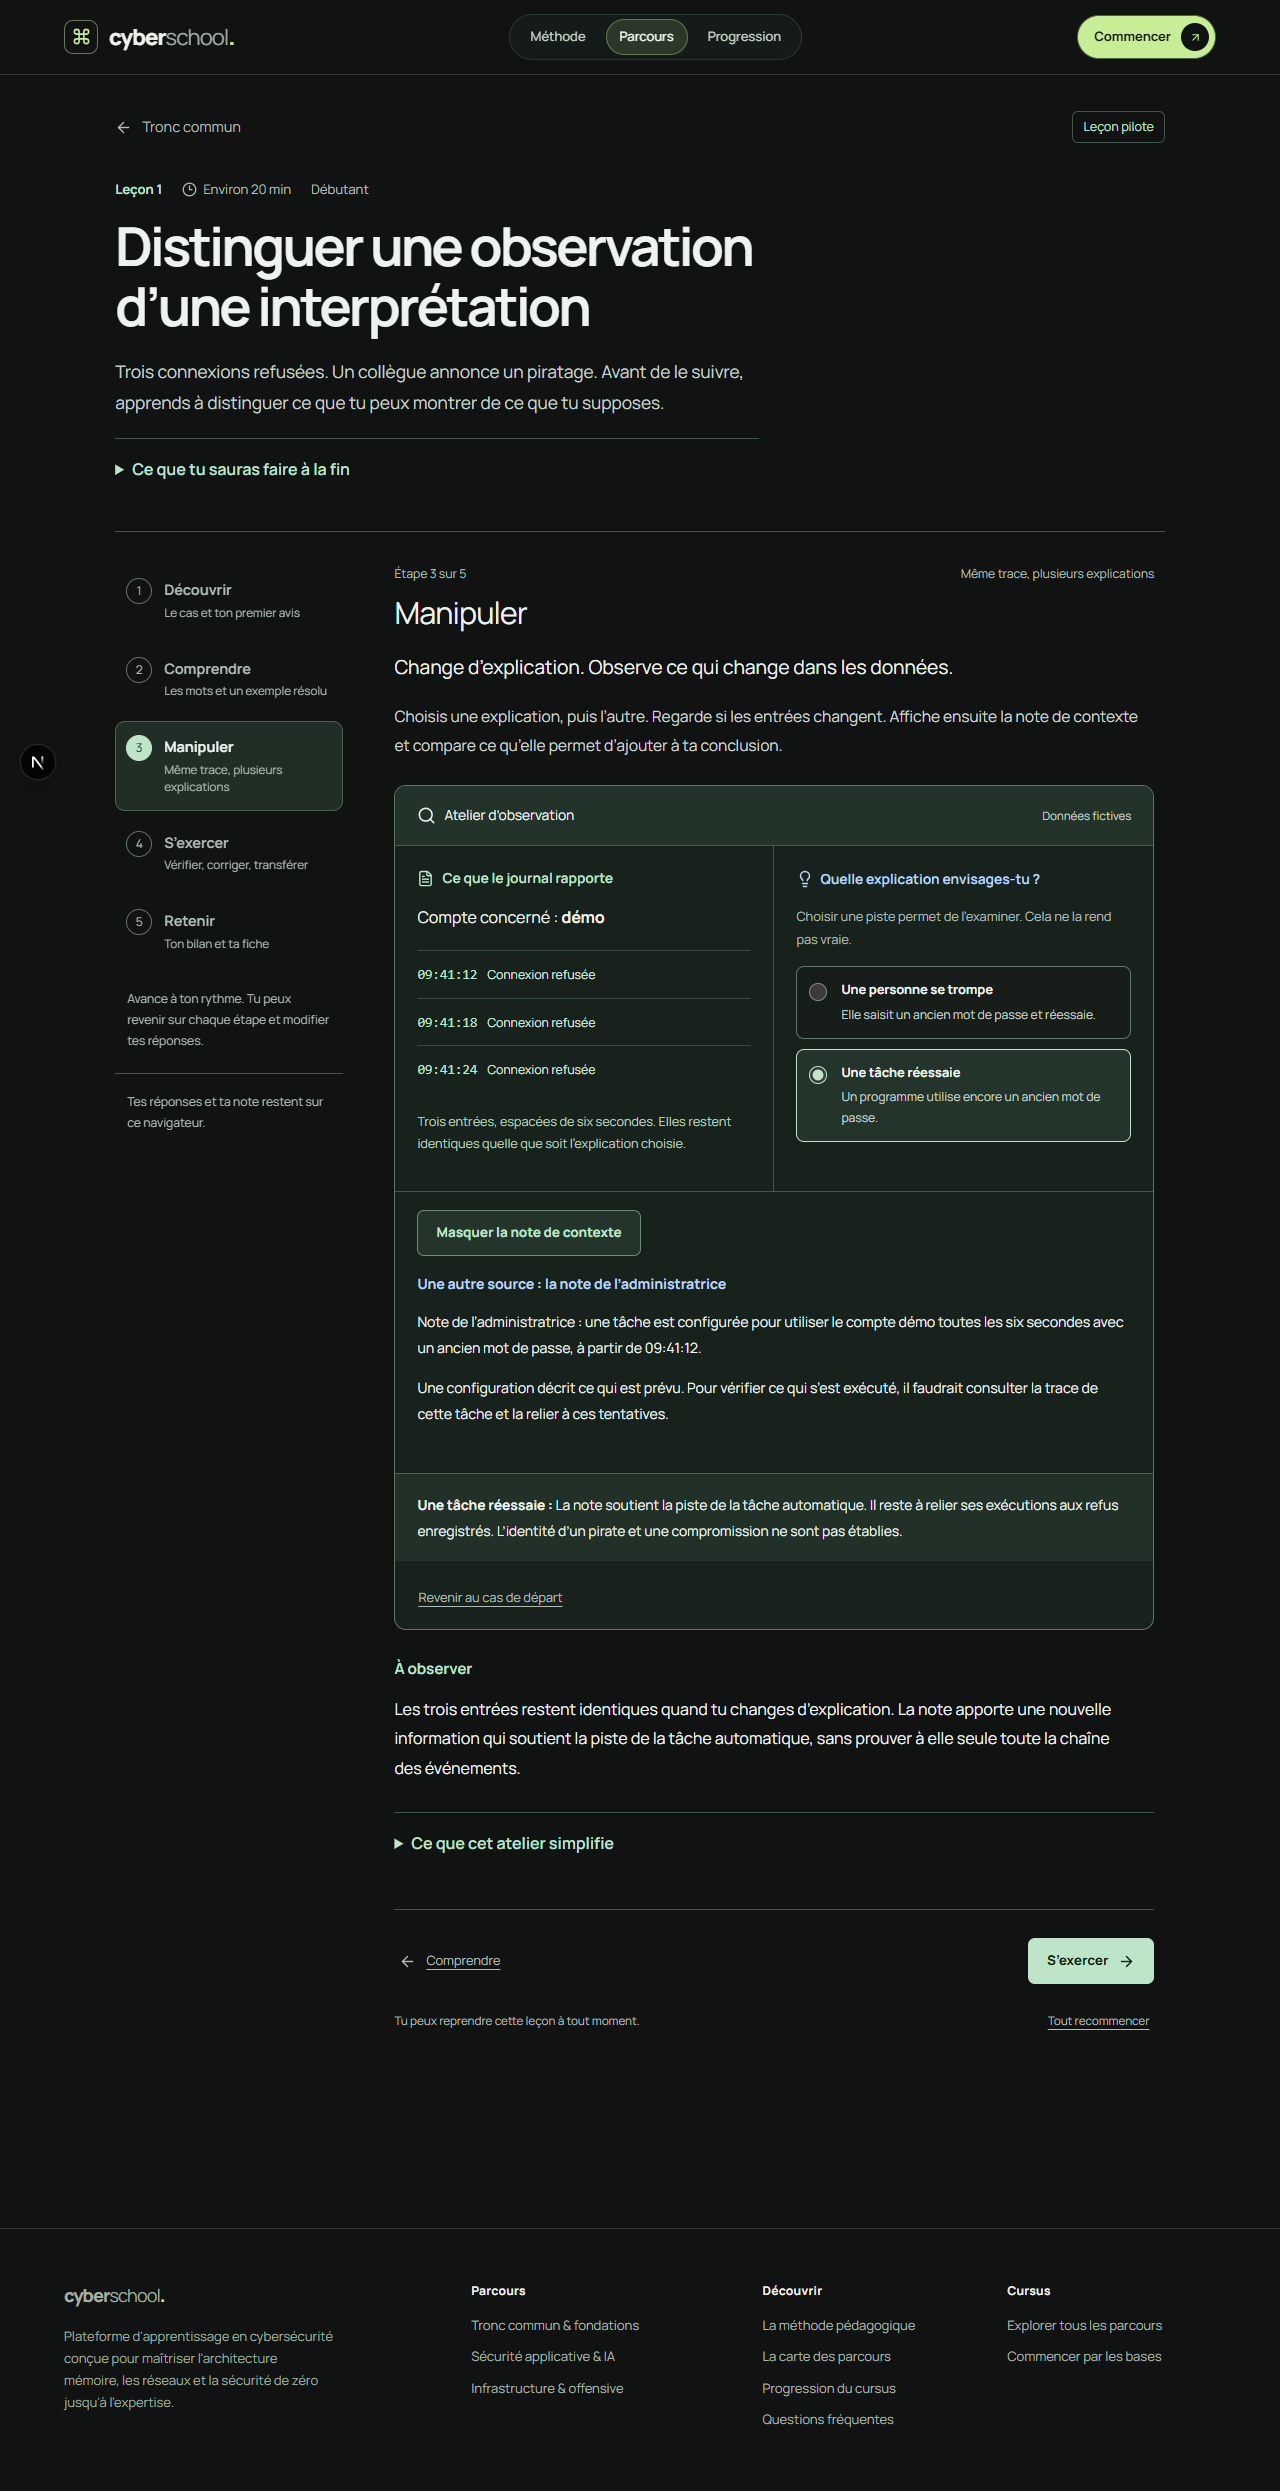 cyberschool.
Méthode
Parcours
Progression
Commencer
Tronc commun
Leçon pilote
Leçon 1
Environ 20 min
Débutant
Distinguer une observation
d’une interprétation
Trois connexions refusées. Un collègue annonce un piratage. Avant de le suivre,
apprends à distinguer ce que tu peux montrer de ce que tu supposes.
Ce que tu sauras faire à la fin
1
Découvrir
Le cas et ton premier avis
2
Comprendre
Les mots et un exemple résolu
3
Manipuler
Même trace, plusieurs
explications
4
S’exercer
Vérifier, corriger, transférer
5
Retenir
Ton bilan et ta fiche
Avance à ton rythme. Tu peux
revenir sur chaque étape et modifier
tes réponses.
Tes réponses et ta note restent sur
ce navigateur.
N
Étape 3 sur 5
Même trace, plusieurs explications
Manipuler
Change d’explication. Observe ce qui change dans les données.
Choisis une explication, puis l’autre. Regarde si les entrées changent. Affiche ensuite la note de contexte
et compare ce qu’elle permet d’ajouter à ta conclusion.
Atelier d'observation
Données fictives
Ce que le journal rapporte
Compte concerné : démo
09:41:12 Connexion refusée
09:41:18 Connexion refusée
09:41:24 Connexion refusée
Trois entrées, espacées de six secondes. Elles restent
identiques quelle que soit l’explication choisie.
Quelle explication envisages-tu ?
Choisir une piste permet de l’examiner. Cela ne la rend
pas vraie.
Une personne se trompe
Elle saisit un ancien mot de passe et réessaie.
Une tâche réessaie
Un programme utilise encore un ancien mot de
passe.
Masquer la note de contexte
Une autre source : la note de l’administratrice
Note de l’administratrice : une tâche est configurée pour utiliser le compte démo toutes les six secondes avec
un ancien mot de passe, à partir de 09:41:12.
Une configuration décrit ce qui est prévu. Pour vérifier ce qui s’est exécuté, il faudrait consulter la trace de
cette tâche et la relier à ces tentatives.
Une tâche réessaie : La note soutient la piste de la tâche automatique. Il reste à relier ses exécutions aux refus
enregistrés. L’identité d’un pirate et une compromission ne sont pas établies.
Revenir au cas de départ
À observer
Les trois entrées restent identiques quand tu changes d’explication. La note apporte une nouvelle
information qui soutient la piste de la tâche automatique, sans prouver à elle seule toute la chaîne
des événements.
Ce que cet atelier simplifie
Comprendre
S’exercer
Tu peux reprendre cette leçon à tout moment.
Tout recommencer
cyberschool.
Plateforme d'apprentissage en cybersécurité
conçue pour maîtriser l'architecture
mémoire, les réseaux et la sécurité de zéro
jusqu'à l'expertise.
Parcours
Tronc commun & fondations
Sécurité applicative & IA
Infrastructure & offensive
Découvrir
La méthode pédagogique
La carte des parcours
Progression du cursus
Questions fréquentes
Cursus
Explorer tous les parcours
Commencer par les bases